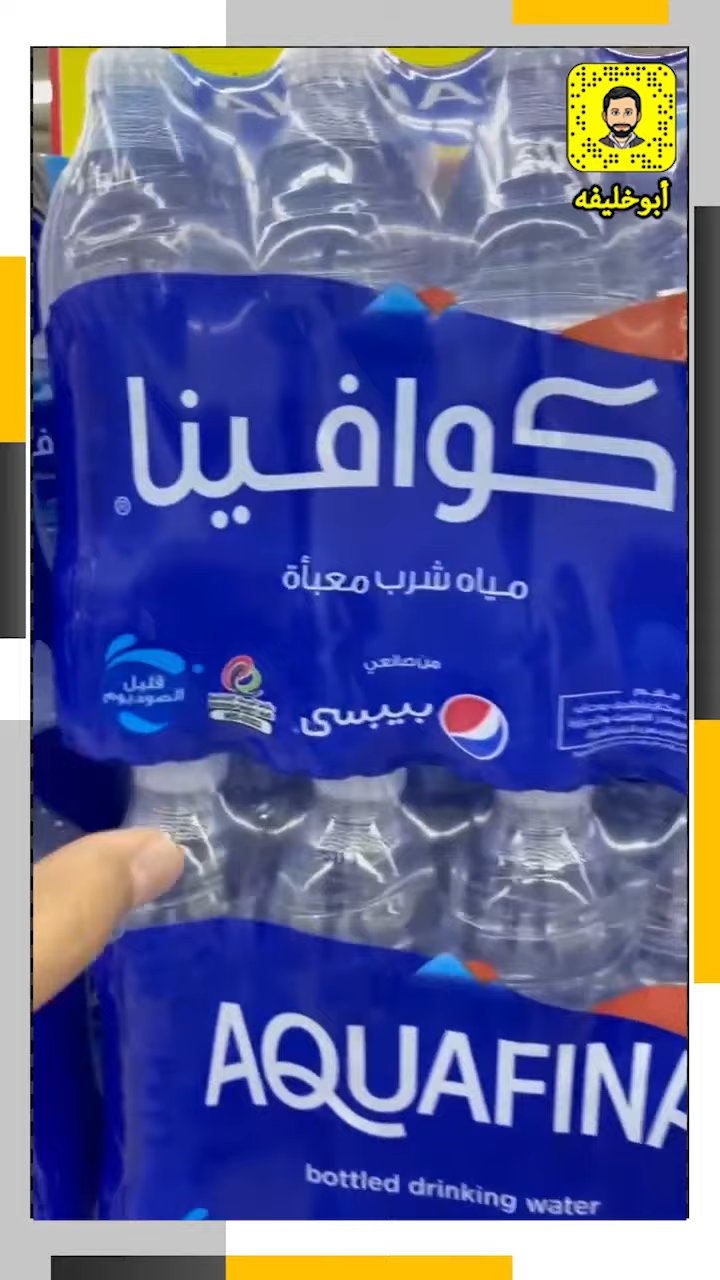 أبوخليفه
كوافينا
®
مياه شرب معبأة
من صانعي
بيبسي
قليل
الصوديوم
AQUAFINA
bottled drinking water